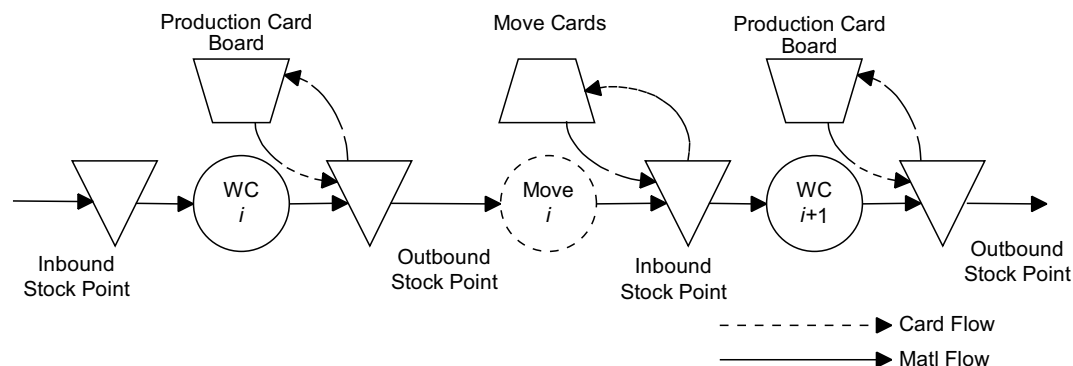 Production Card
Board
Move Cards
Production Card
Board
WC
i
Move
i
WC
i+1
Inbound
Stock Point
Outbound
Stock Point
Inbound
Stock Point
Outbound
Stock Point
Card Flow
Matl Flow